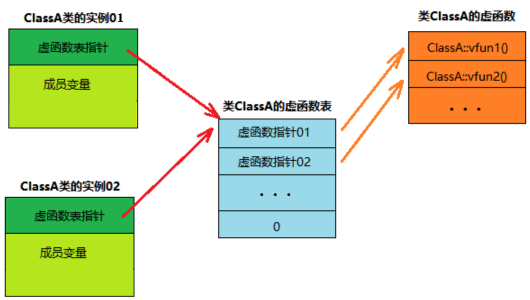 ClassA类的实例01
虚函数表指针
成员变量
ClassA类的实例02
虚函数表指针
成员变量
类ClassA的虚函数表
虚函数指针01
虚函数指针02
...
0
类ClassA的虚函数
ClassA::vfun1()
ClassA::vfun2()
...